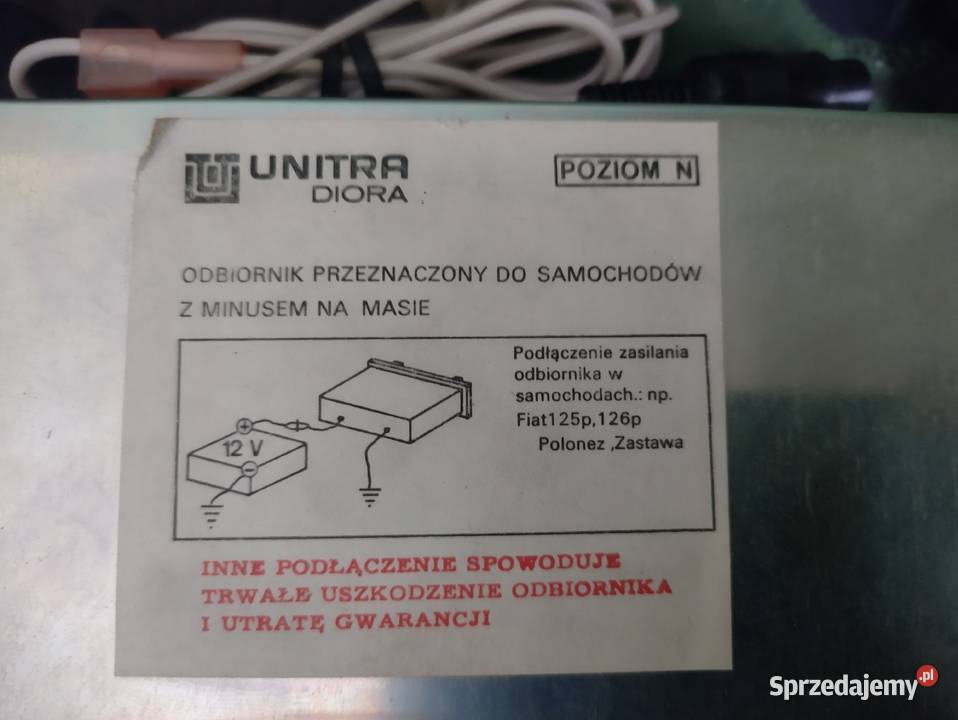 UNITRA
DIORA
POZIOM N
ODBIORNIK PRZEZNACZONY DO SAMOCHODÓW
Z MINUSEM NA MASIE
Podłączenie zasilania
odbiornika w
samochodach.: np.
Fiat125p,126p
Polonez ,Zastawa
+
12 V
−
INNE PODŁĄCZENIE SPOWODUJE
TRWAŁE USZKODZENIE ODBIORNIKA
I UTRATĘ GWARANCJI
Sprzedajemy.pl